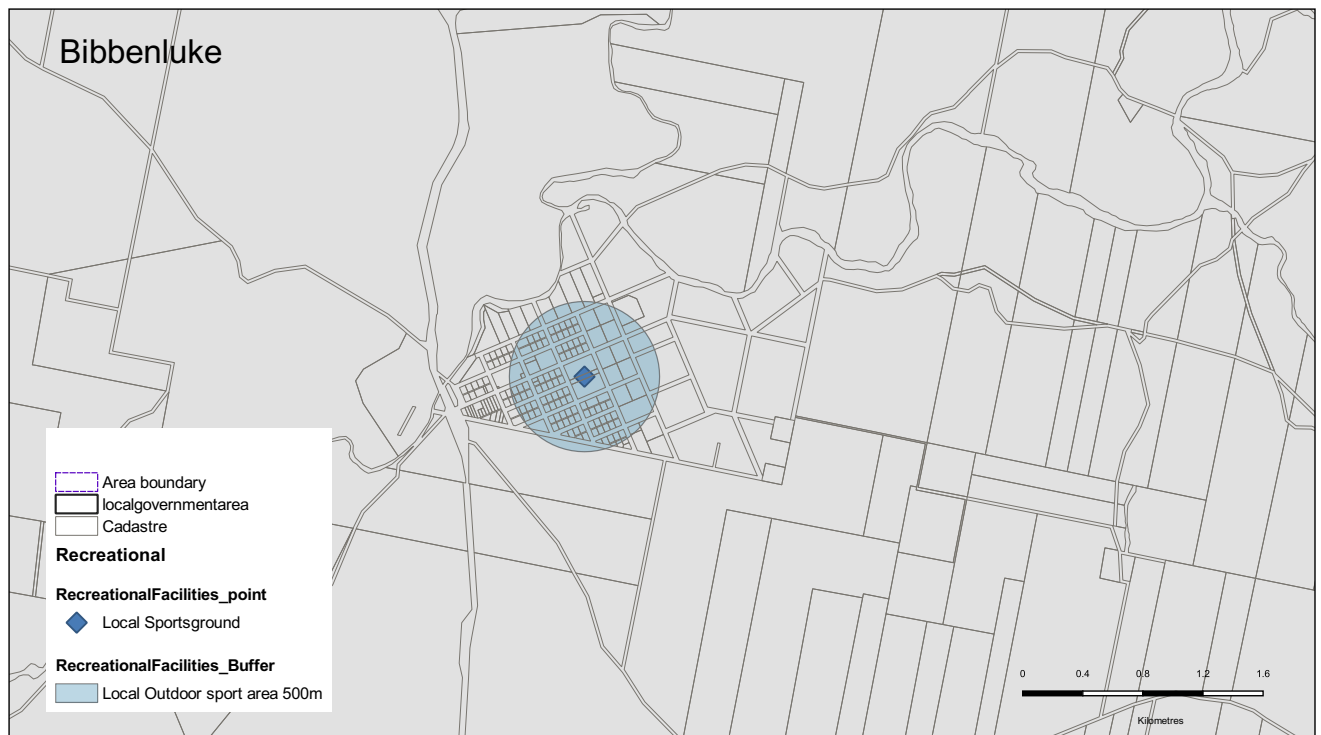 Bibbenluke
Area boundary
localgovernmentarea
Cadastre
Recreational
RecreationalFacilities_point
Local Sportsground
RecreationalFacilities_Buffer
Local Outdoor sport area 500m
0 0.4 0.8 1.2 1.6
Kilometres